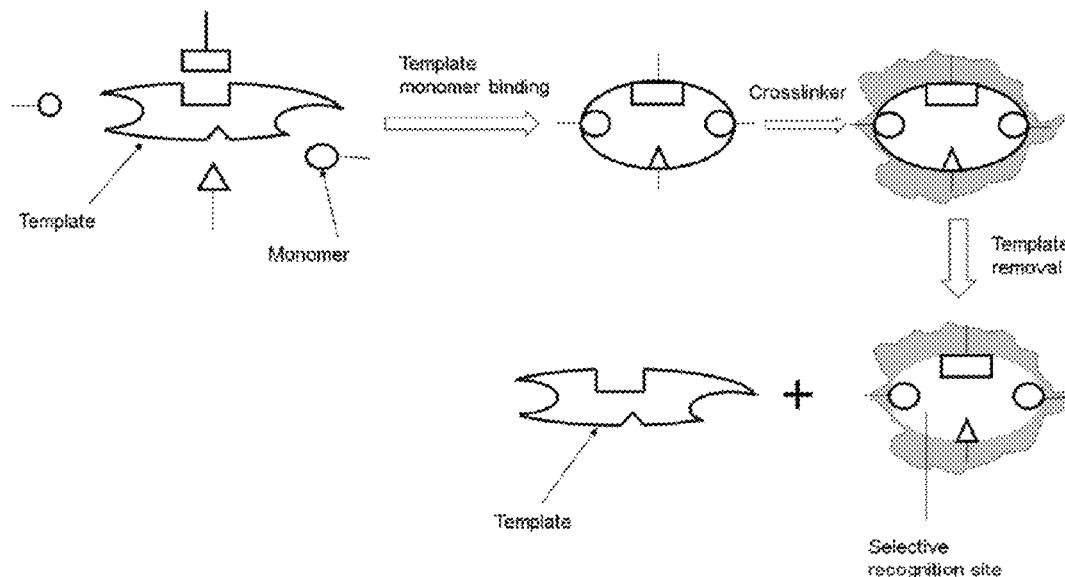 Template
monomer binding
Crosslinker
Template
Monomer
Template
removal
+
Template
Selective
recognition site